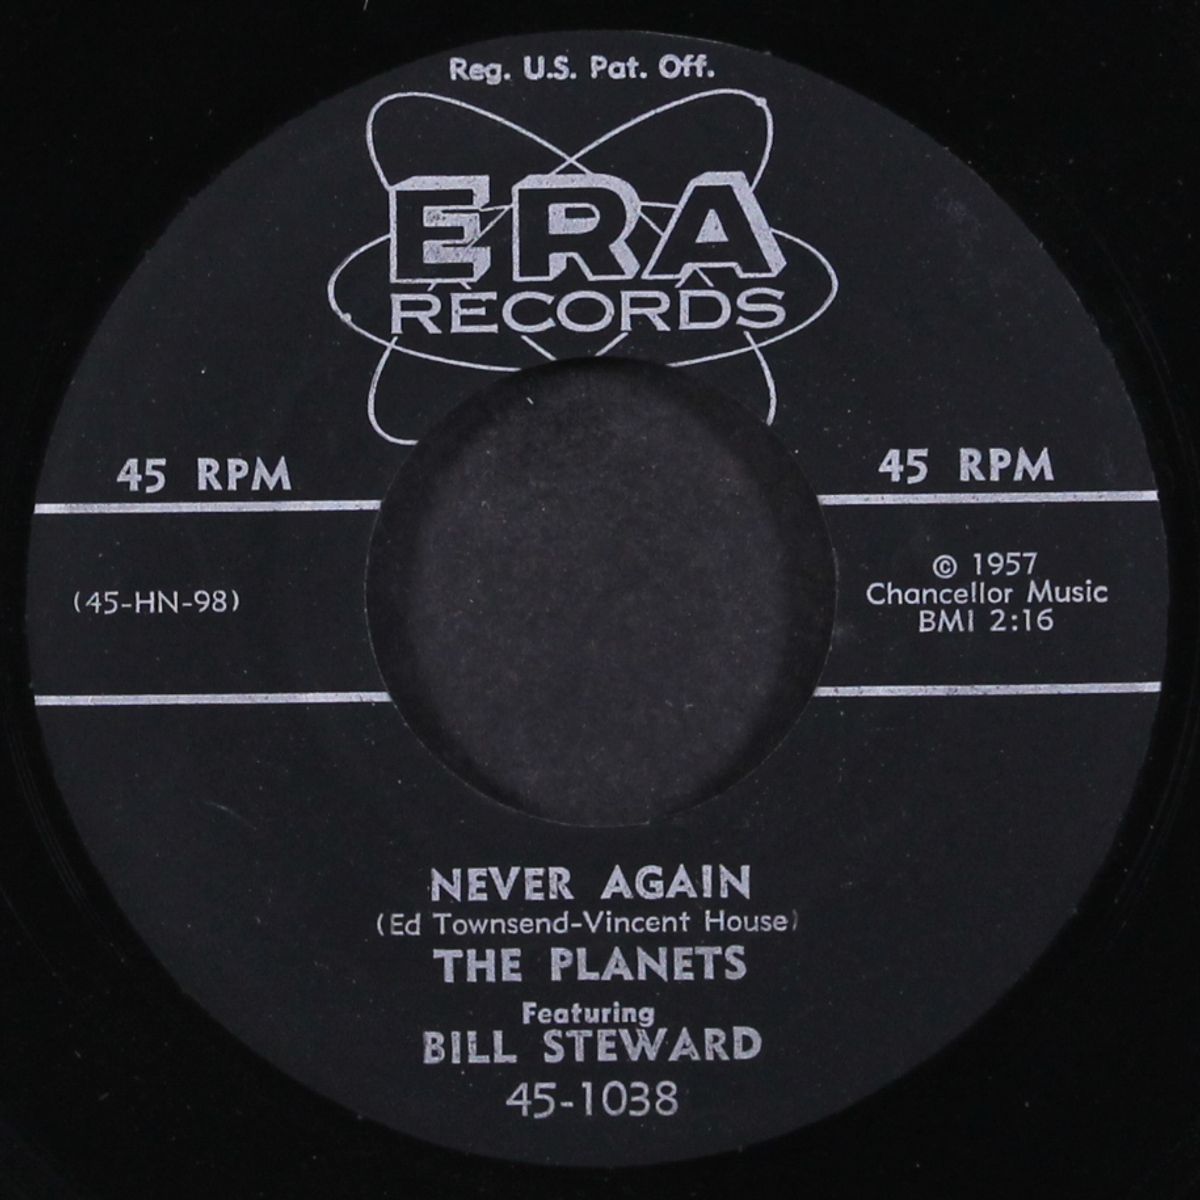 Reg. U.S. Pat. Off.
ERA
RECORDS
45 RPM
45 RPM
(45-HN-98)
© 1957
Chancellor Music
BMI 2:16
NEVER AGAIN
(Ed Townsend-Vincent House)
THE PLANETS
Featuring
BILL STEWARD
45-1038